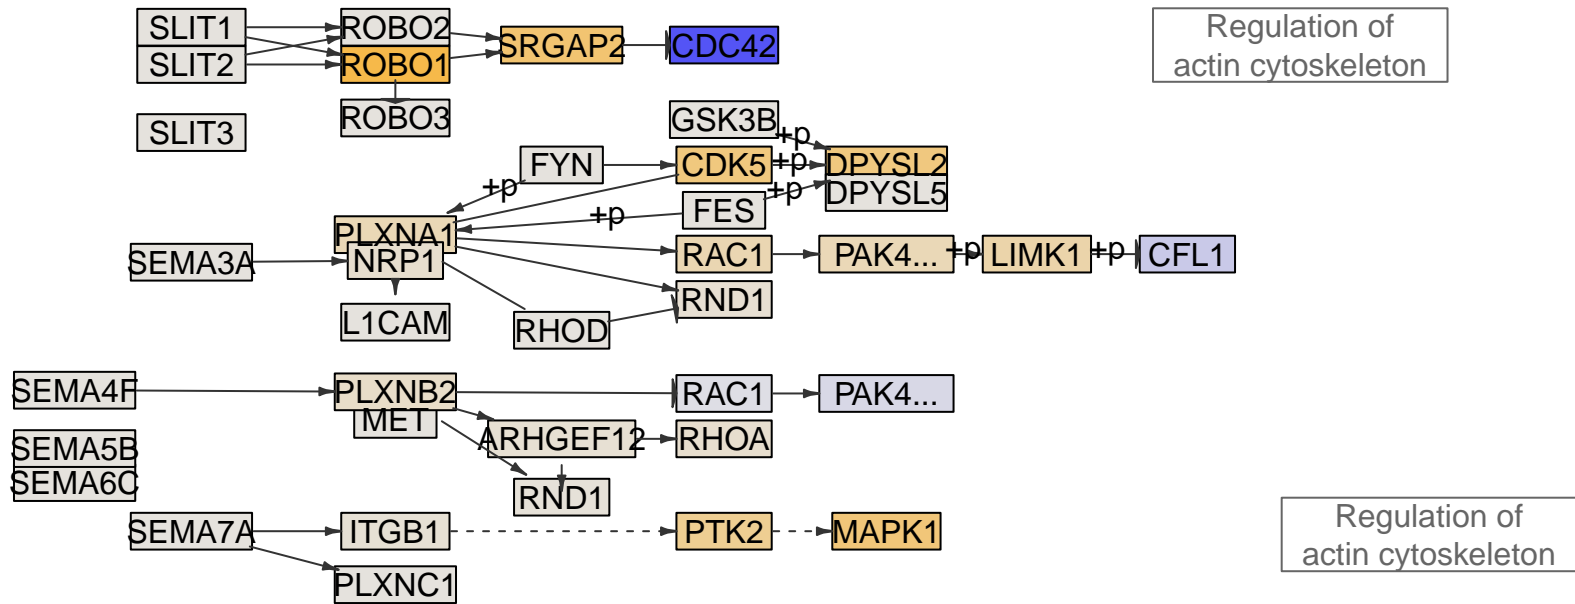 SLIT1
ROBO2
SRGAP2
CDC42
Regulation of
actin cytoskeleton
SLIT2
ROBO1
SLIT3
ROBO3
GSK3B
+p
FYN
CDK5
+p
DPYSL2
+p
FES
+p
DPYSL5
+p
PLXNA1
SEMA3A
NRP1
RAC1
PAK4...
+p
LIMK1
+p
CFL1
RND1
L1CAM
RHOD
SEMA4F
PLXNB2
RAC1
PAK4...
MET
ARHGEF12
RHOA
SEMA5B
SEMA6C
RND1
SEMA7A
ITGB1
PTK2
MAPK1
Regulation of
actin cytoskeleton
PLXNC1